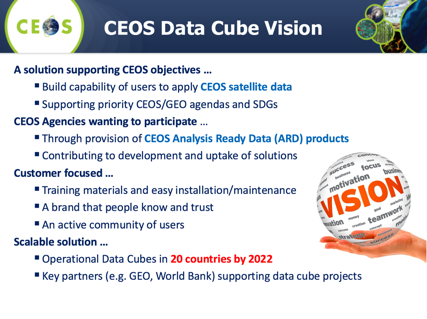 CEOS
CEOS Data Cube Vision
A solution supporting CEOS objectives …
▪ Build capability of users to apply CEOS satellite data
▪ Supporting priority CEOS/GEO agendas and SDGs
CEOS Agencies wanting to participate …
▪ Through provision of CEOS Analysis Ready Data (ARD) products
▪ Contributing to development and uptake of solutions
Customer focused …
▪ Training materials and easy installation/maintenance
▪ A brand that people know and trust
▪ An active community of users
Scalable solution …
▪ Operational Data Cubes in 20 countries by 2022
▪ Key partners (e.g. GEO, World Bank) supporting data cube projects
success
focus
business
motivation
VISION
teamwork